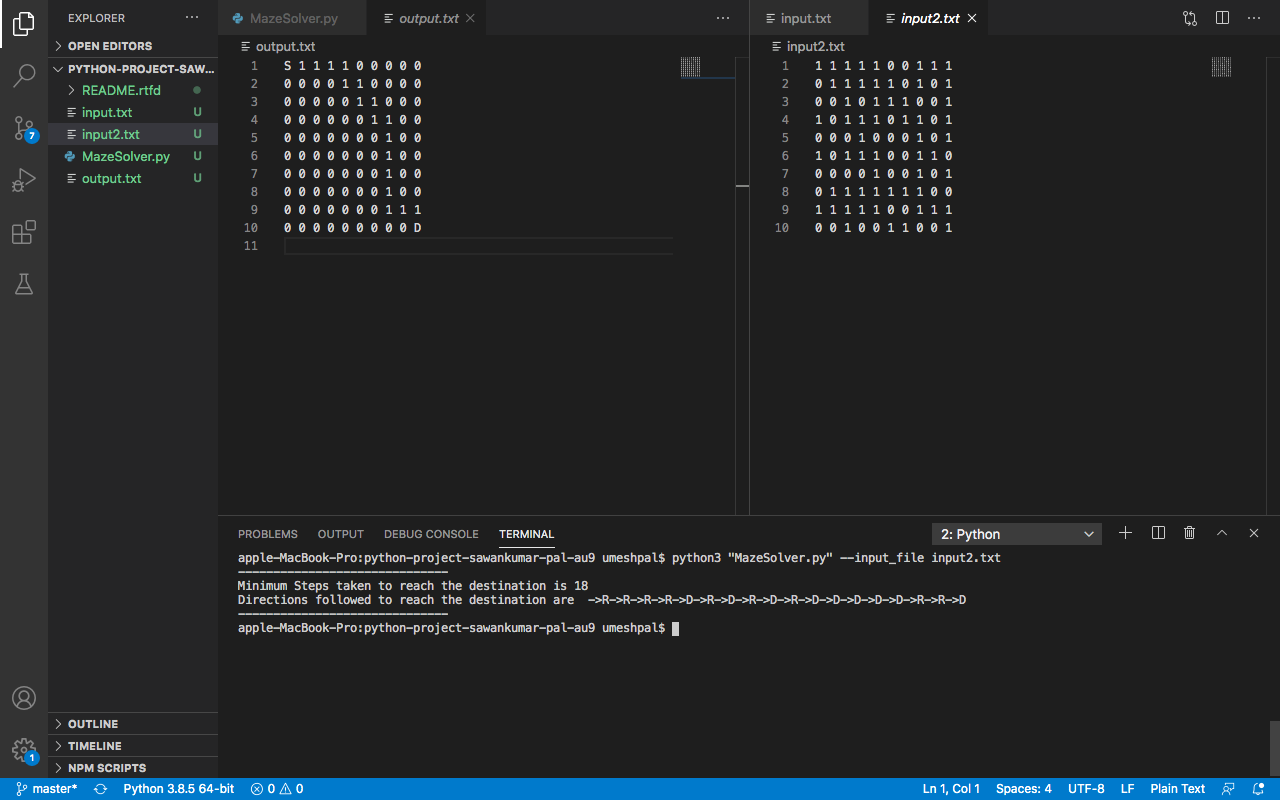 EXPLORER ···
OPEN EDITORS
PYTHON-PROJECT-SAW...
README.rtfd
input.txt U
input2.txt U
MazeSolver.py U
output.txt U
7
OUTLINE
TIMELINE
NPM SCRIPTS
1
MazeSolver.py output.txt ···
output.txt
1 S 1 1 1 1 0 0 0 0 0
2 0 0 0 0 1 1 0 0 0 0
3 0 0 0 0 0 1 1 0 0 0
4 0 0 0 0 0 0 1 1 0 0
5 0 0 0 0 0 0 0 1 0 0
6 0 0 0 0 0 0 0 1 0 0
7 0 0 0 0 0 0 0 1 0 0
8 0 0 0 0 0 0 0 1 0 0
9 0 0 0 0 0 0 0 1 1 1
10 0 0 0 0 0 0 0 0 0 D
11
input.txt input2.txt ···
input2.txt
1 1 1 1 1 1 0 0 1 1 1
2 0 1 1 1 1 1 0 1 0 1
3 0 0 1 0 1 1 1 0 0 1
4 1 0 1 1 1 0 1 1 0 1
5 0 0 0 1 0 0 0 1 0 1
6 1 0 1 1 1 0 0 1 1 0
7 0 0 0 0 1 0 0 1 0 1
8 0 1 1 1 1 1 1 1 0 0
9 1 1 1 1 1 0 0 1 1 1
10 0 0 1 0 0 1 1 0 0 1
PROBLEMS OUTPUT DEBUG CONSOLE TERMINAL 2: Python
apple-MacBook-Pro:python-project-sawankumar-pal-au9 umeshpal$ python3 "MazeSolver.py" --input_file input2.txt
------------------------------
Minimum Steps taken to reach the destination is 18
Directions followed to reach the destination are ->R->R->R->R->D->R->D->R->D->R->D->D->D->D->D->R->R->D
------------------------------
apple-MacBook-Pro:python-project-sawankumar-pal-au9 umeshpal$
master* Python 3.8.5 64-bit 0 0 Ln 1, Col 1 Spaces: 4 UTF-8 LF Plain Text